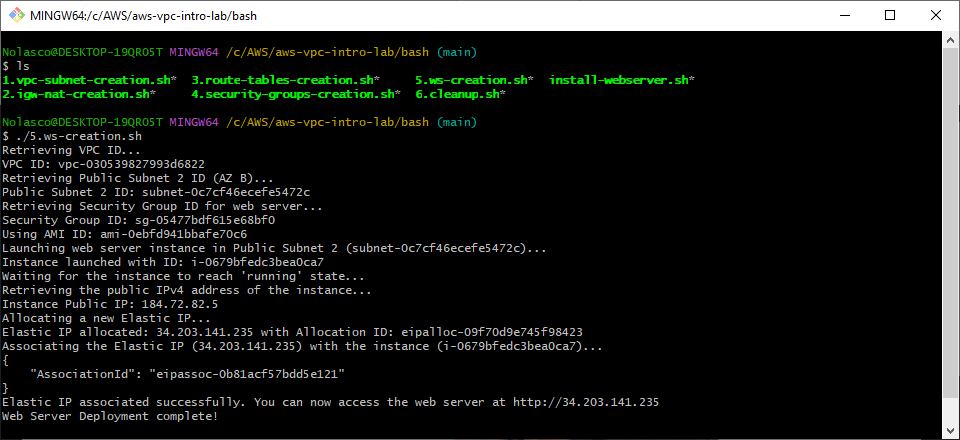 MINGW64:/c/AWS/aws-vpc-intro-lab/bash
Nolasco@DESKTOP-19QRO5T MINGW64 /c/AWS/aws-vpc-intro-lab/bash (main)
$ ls
1.vpc-subnet-creation.sh*  3.route-tables-creation.sh*     5.ws-creation.sh*  install-webserver.sh*
2.igw-nat-creation.sh*     4.security-groups-creation.sh*  6.cleanup.sh*
Nolasco@DESKTOP-19QRO5T MINGW64 /c/AWS/aws-vpc-intro-lab/bash (main)
$ ./5.ws-creation.sh
Retrieving VPC ID...
VPC ID: vpc-030539827993d6822
Retrieving Public Subnet 2 ID (AZ B)...
Public Subnet 2 ID: subnet-0c7cf46ecefe5472c
Retrieving Security Group ID for web server...
Security Group ID: sg-05477bdf615e68bf0
Using AMI ID: ami-0ebfd941bbafe70c6
Launching web server instance in Public Subnet 2 (subnet-0c7cf46ecefe5472c)...
Instance launched with ID: i-0679bfedc3bea0ca7
Waiting for the instance to reach 'running' state...
Retrieving the public IPv4 address of the instance...
Instance Public IP: 184.72.82.5
Allocating a new Elastic IP...
Elastic IP allocated: 34.203.141.235 with Allocation ID: eipalloc-09f70d9e745f98423
Associating the Elastic IP (34.203.141.235) with the instance (i-0679bfedc3bea0ca7)...
{
    "AssociationId": "eipassoc-0b81acf57bdd5e121"
}
Elastic IP associated successfully. You can now access the web server at http://34.203.141.235
Web Server Deployment complete!